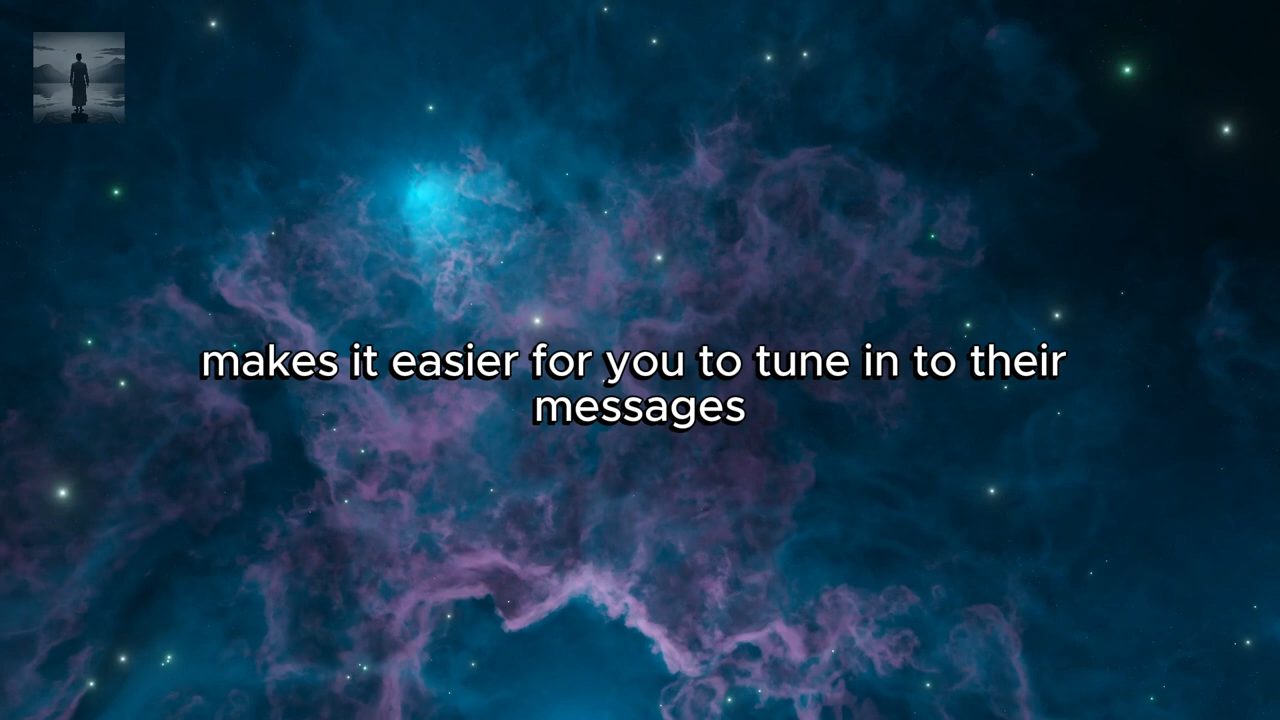 makes it easier for you to tune in to their
messages